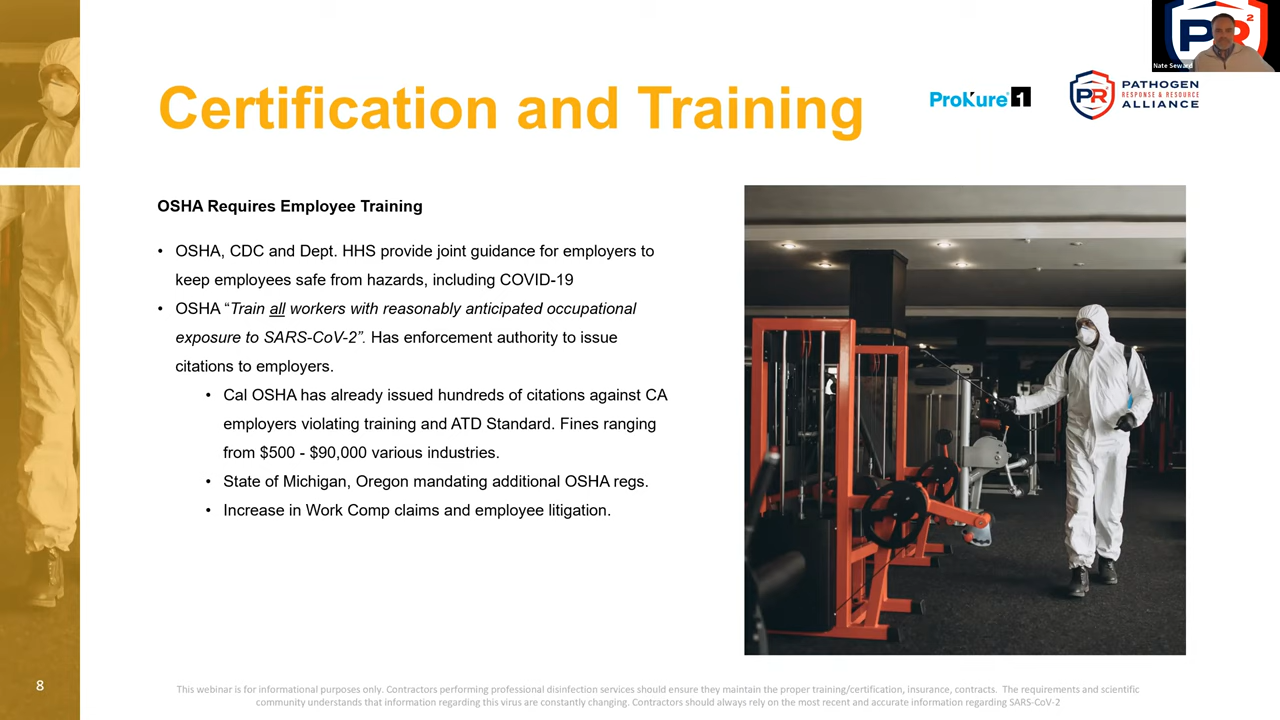 PR²
Nate Seward
Certification and Training
ProKure 1
PR
PATHOGEN
RESPONSE & RESOURCE
ALLIANCE
OSHA Requires Employee Training
• OSHA, CDC and Dept. HHS provide joint guidance for employers to
keep employees safe from hazards, including COVID-19
• OSHA “Train all workers with reasonably anticipated occupational
exposure to SARS-CoV-2”. Has enforcement authority to issue
citations to employers.
• Cal OSHA has already issued hundreds of citations against CA
employers violating training and ATD Standard. Fines ranging
from $500 - $90,000 various industries.
• State of Michigan, Oregon mandating additional OSHA regs.
• Increase in Work Comp claims and employee litigation.
8
This webinar is for informational purposes only. Contractors performing professional disinfection services should ensure they maintain the proper training/certification, insurance, contracts. The requirements and scientific
community understands that information regarding this virus are constantly changing. Contractors should always rely on the most recent and accurate information regarding SARS-CoV-2